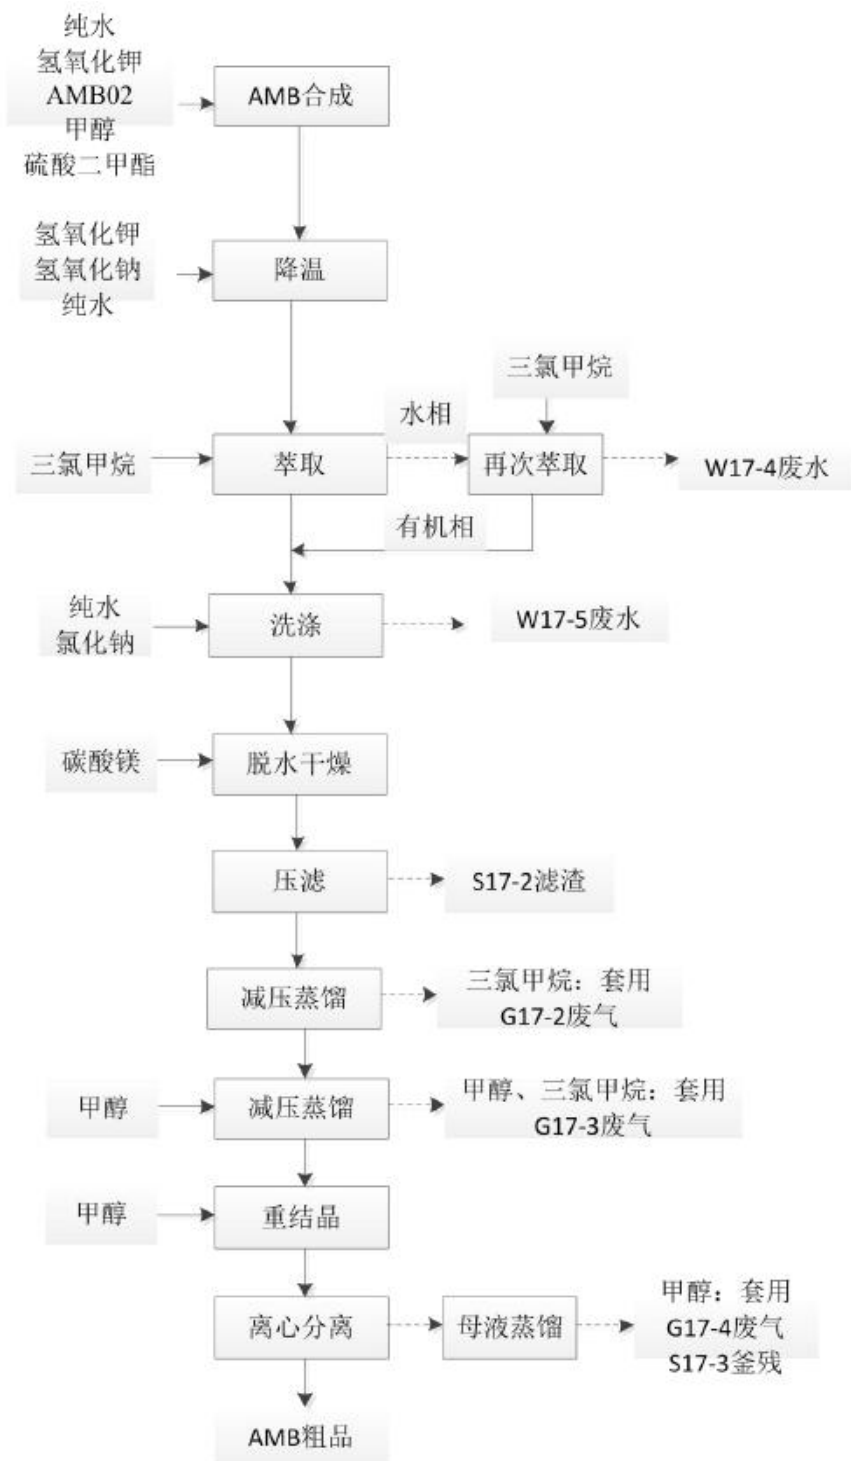 纯水
氢氧化钾
AMB02
甲醇
硫酸二甲酯
AMB合成
氢氧化钾
氢氧化钠
纯水
降温
三氯甲烷
水相
三氯甲烷
萃取
再次萃取
W17-4废水
有机相
纯水
氯化钠
洗涤
W17-5废水
碳酸镁
脱水干燥
压滤
S17-2滤渣
减压蒸馏
三氯甲烷：套用
G17-2废气
甲醇
减压蒸馏
甲醇、三氯甲烷：套用
G17-3废气
甲醇
重结晶
离心分离
母液蒸馏
甲醇：套用
G17-4废气
S17-3釜残
AMB粗品